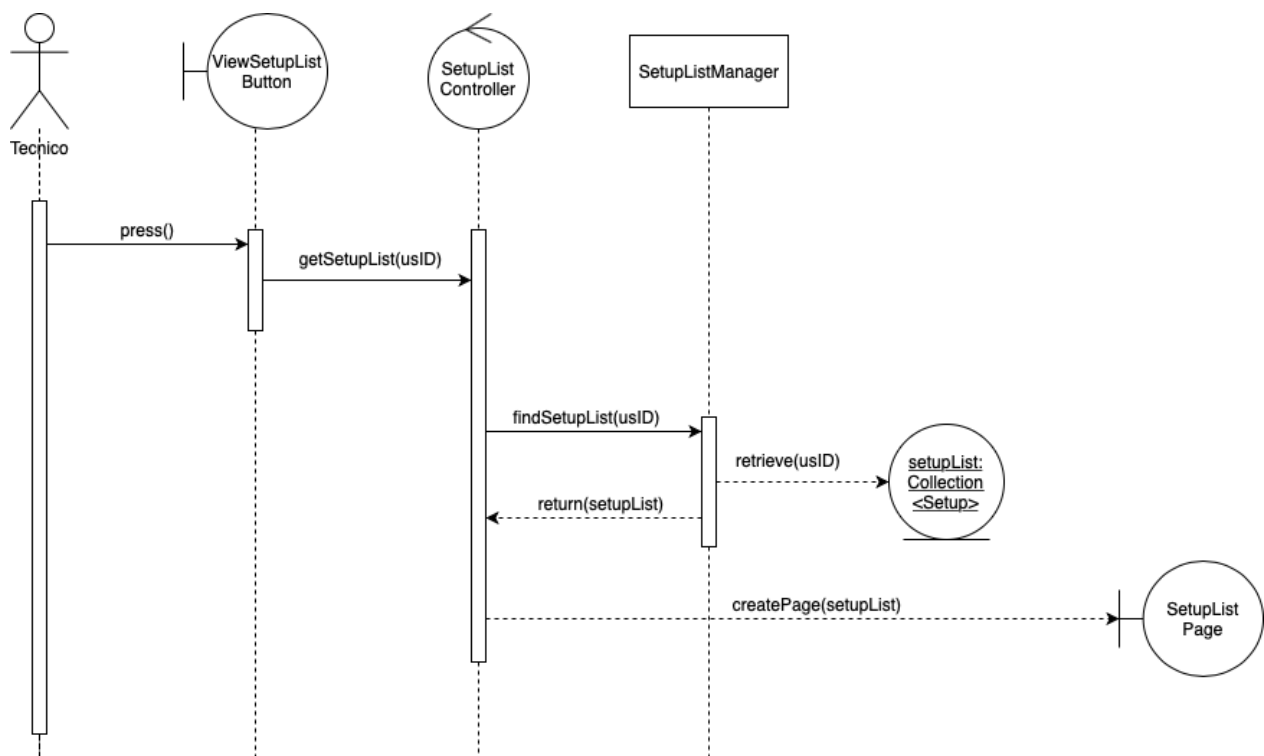 ViewSetupList
Button
SetupList
Controller
SetupListManager
Tecnico
press()
getSetupList(usID)
findSetupList(usID)
retrieve(usID)
setupList:
Collection
<Setup>
return(setupList)
createPage(setupList)
SetupList
Page